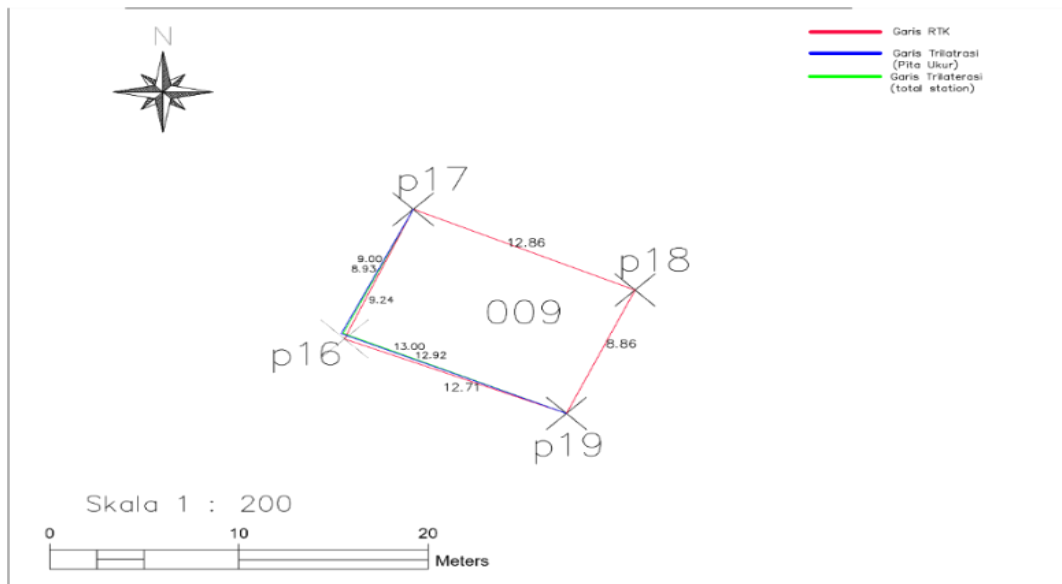 N
Garis RTK
Garis Trilatrasi
(Pita Ukur)
Garis Trilaterasi
(total station)
p17
12.86
p18
9.00
8.93
9.24
009
p16
13.00
12.92
12.71
8.86
p19
Skala 1 : 200
0 10 20
Meters